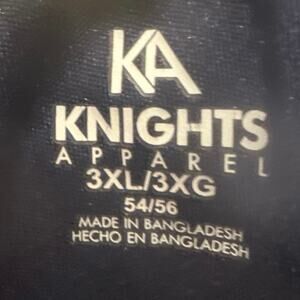 KA
KNIGHTS
APPAREL
3XL/3XG
54/56
MADE IN BANGLADESH
HECHO EN BANGLADESH